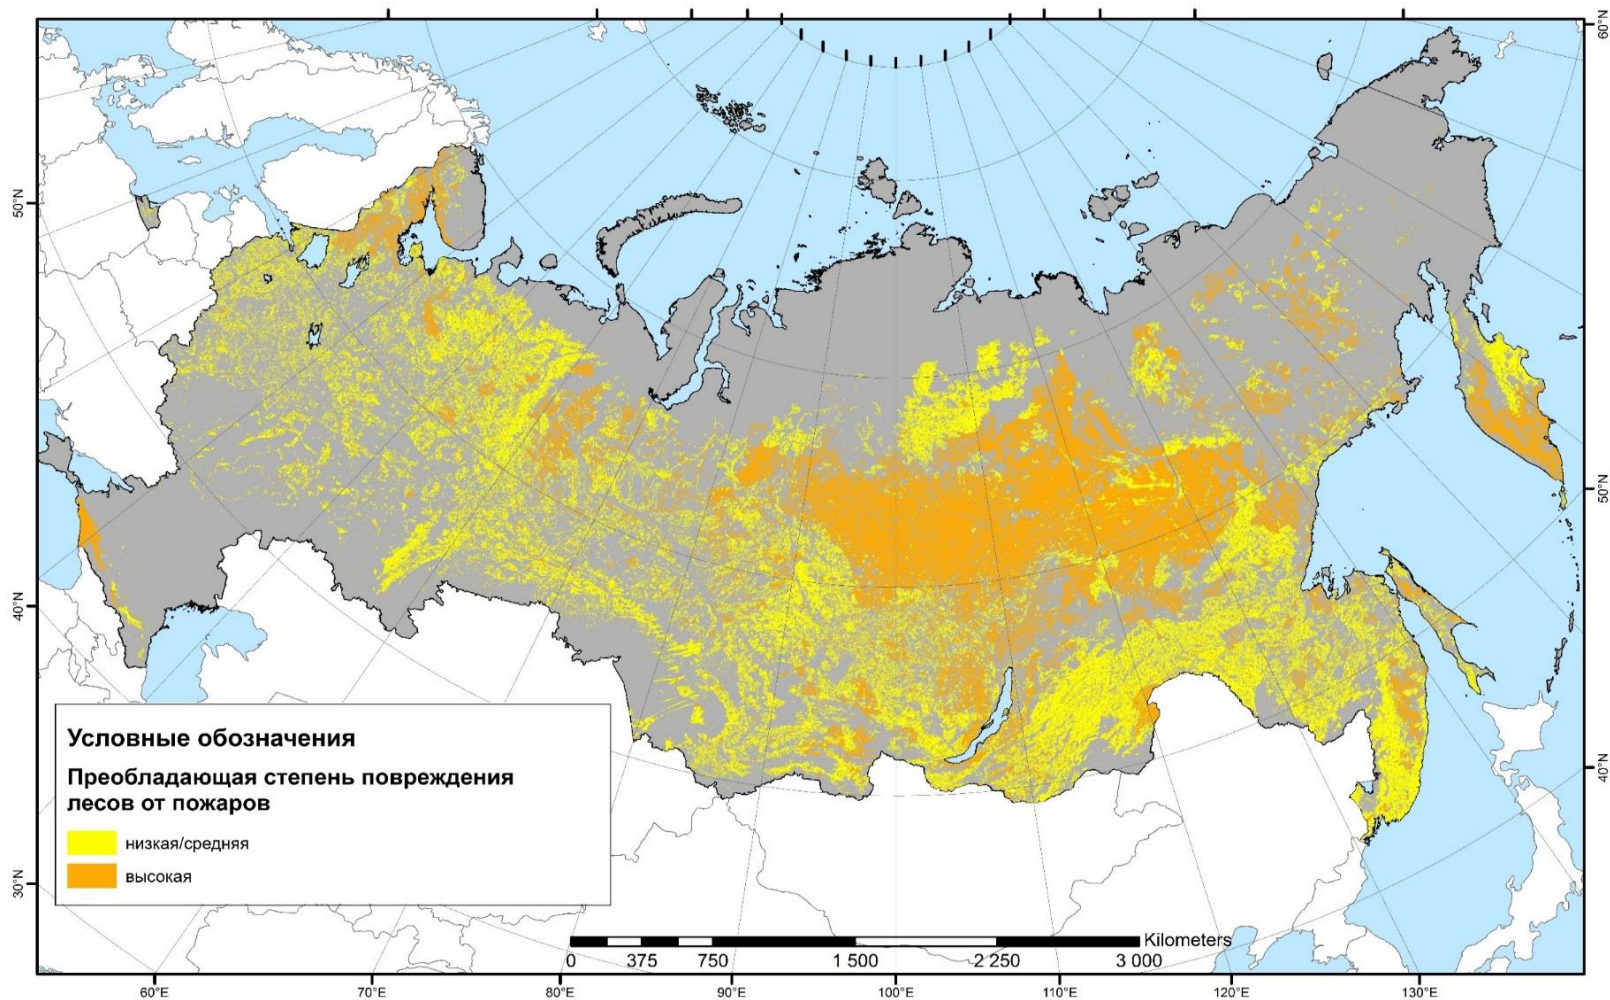 60°N
50°N
50°N
40°N
40°N
30°N
Условные обозначения
Преобладающая степень повреждения
лесов от пожаров
низкая/средняя
высокая
Kilometers
0 375 750 1 500 2 250 3 000
60°E 70°E 80°E 90°E 100°E 110°E 120°E 130°E